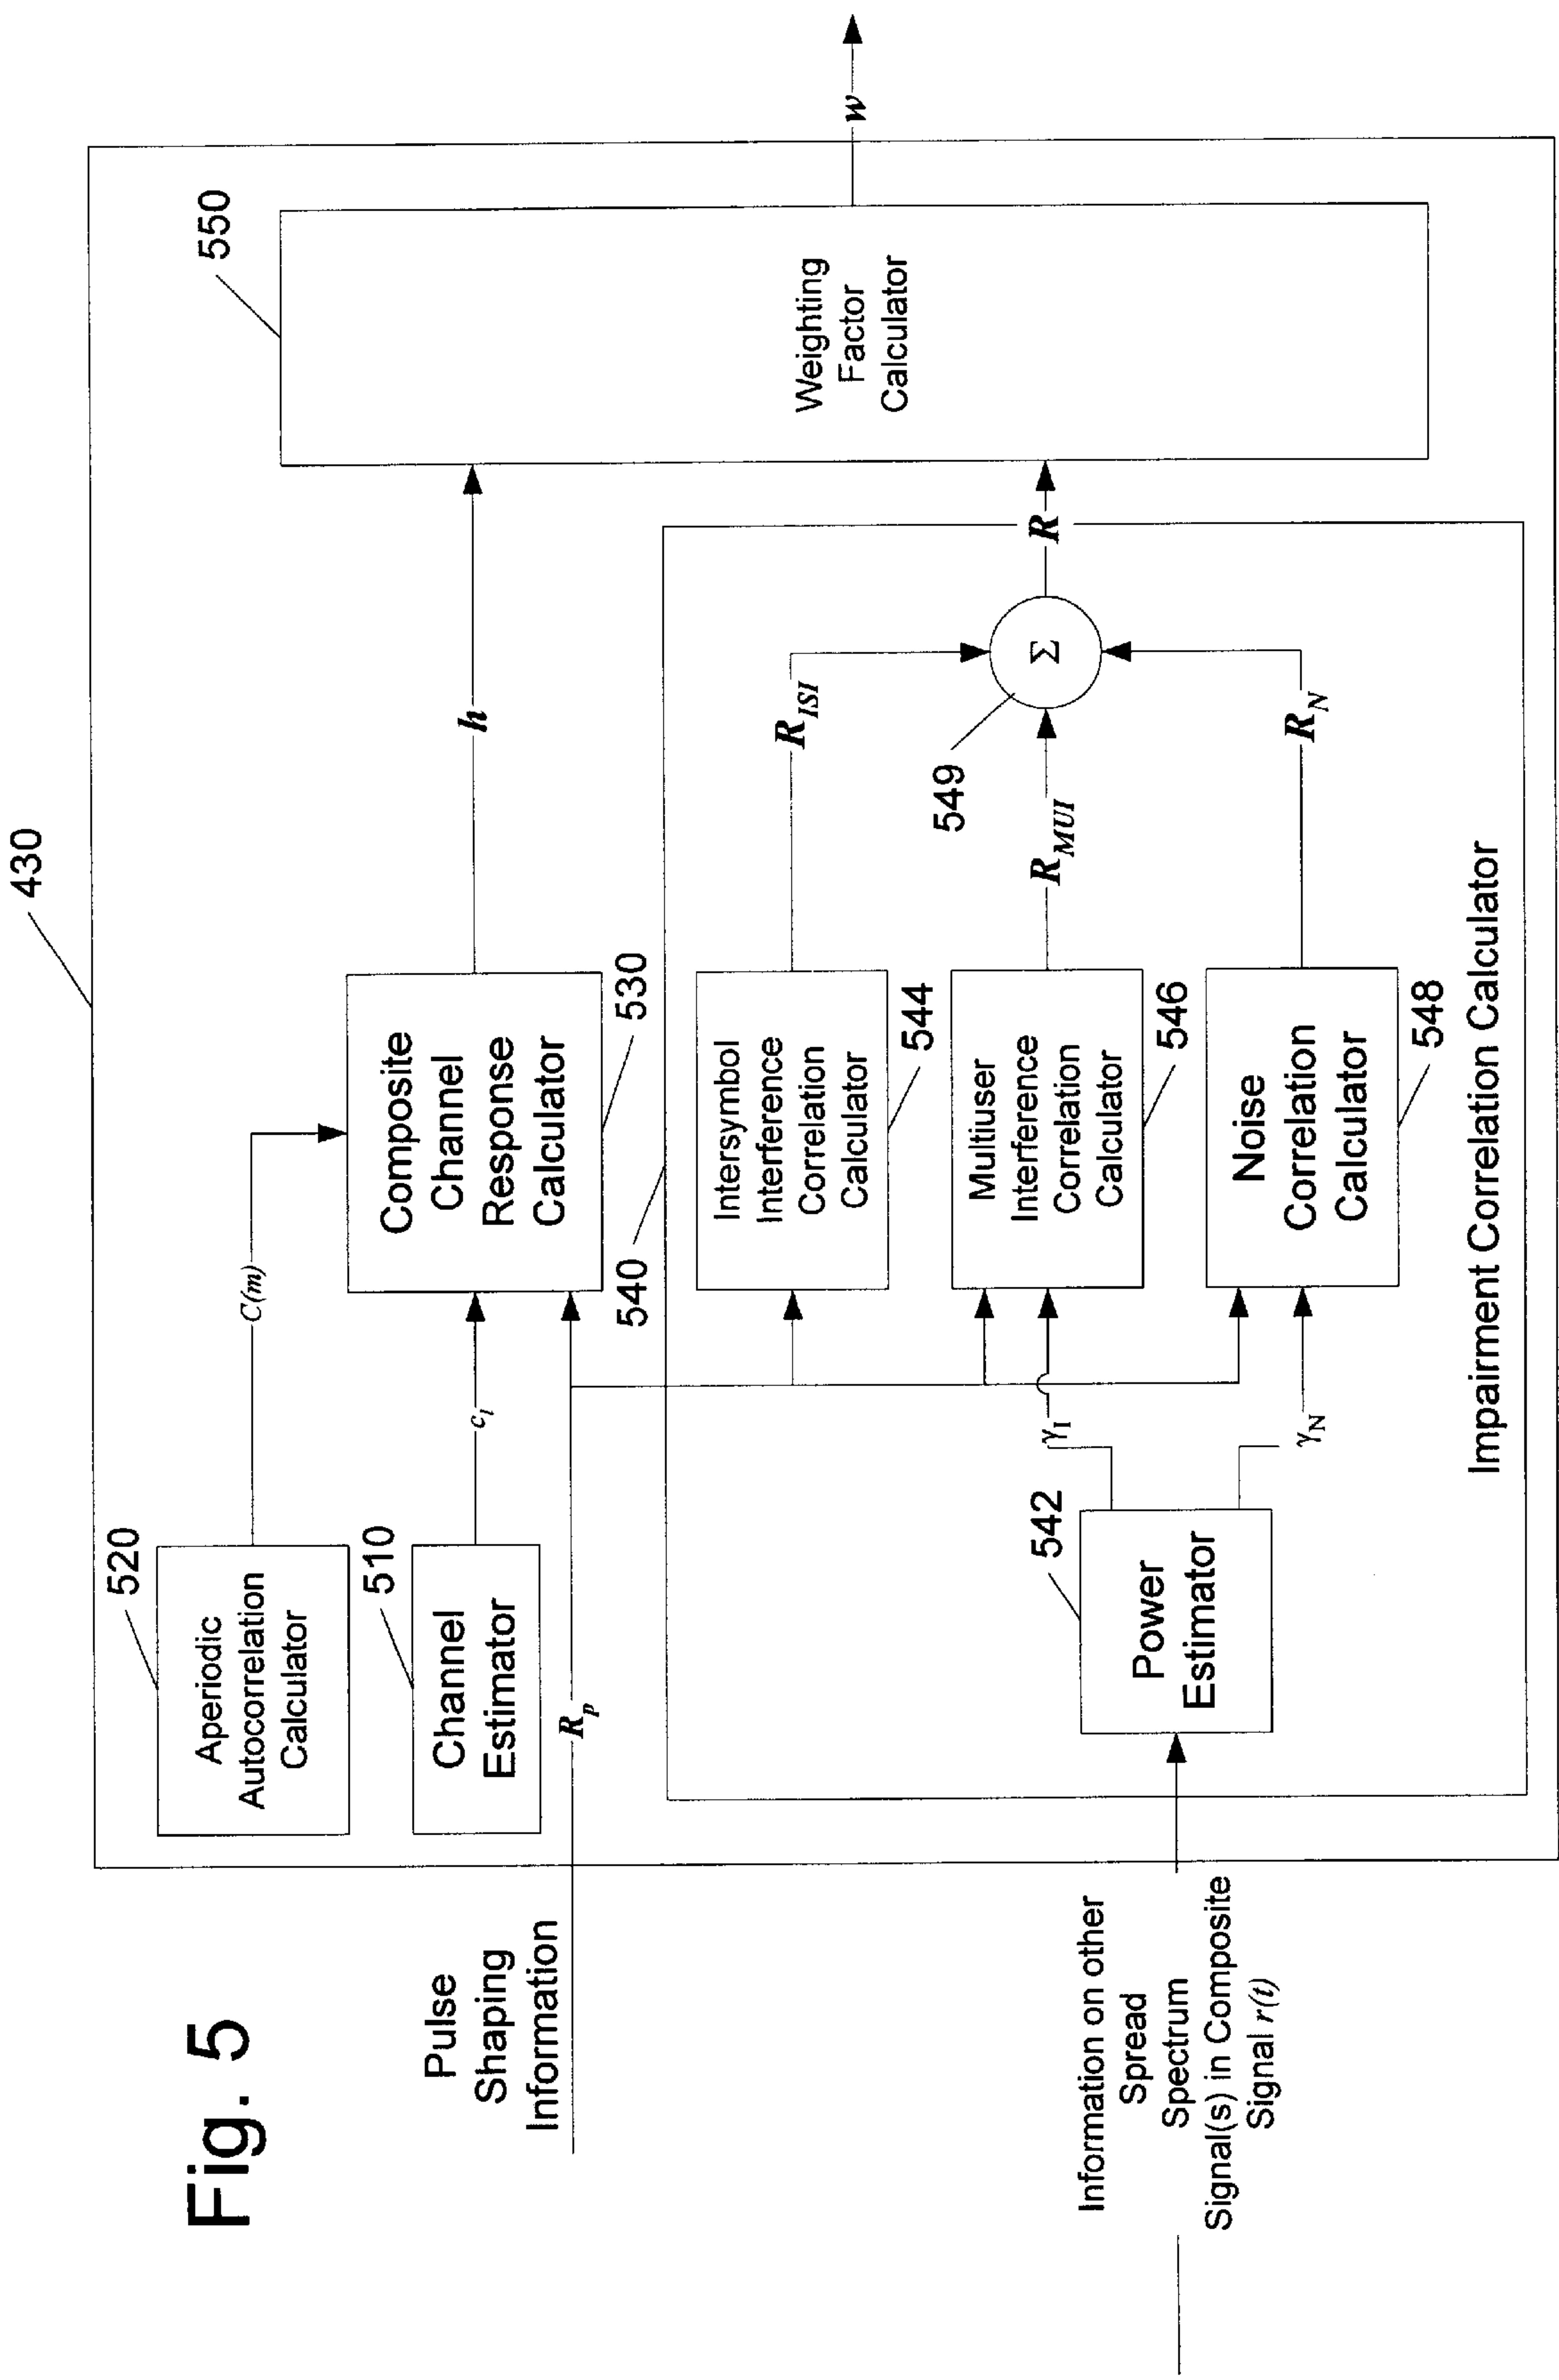 Fig. 5
430
Pulse
Shaping
Information
R_p
520
Aperiodic
Autocorrelation
Calculator
C(m)
510
Channel
Estimator
c_l
Composite
Channel
Response
Calculator
530
h
550
Weighting
Factor
Calculator
w
540
Information on other
Spread
Spectrum
Signal(s) in Composite
Signal r(t)
542
Power
Estimator
γ_I
γ_N
Intersymbol
Interference
Correlation
Calculator
544
R_ISI
Multiuser
Interference
Correlation
Calculator
546
R_MUI
Noise
Correlation
Calculator
548
R_N
549
Σ
R
Impairment Correlation Calculator